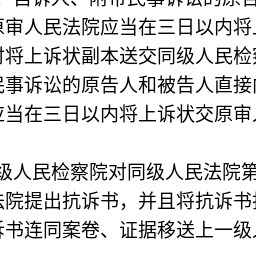 自诉人、附带民事诉讼的原告
原审人民法院应当在三日以内将上
时将上诉状副本送交同级人民检察
民事诉讼的原告人和被告人直接向
应当在三日以内将上诉状交原审人
级人民检察院对同级人民法院第
法院提出抗诉书，并且将抗诉书抄
诉书连同案卷、证据移送上一级人